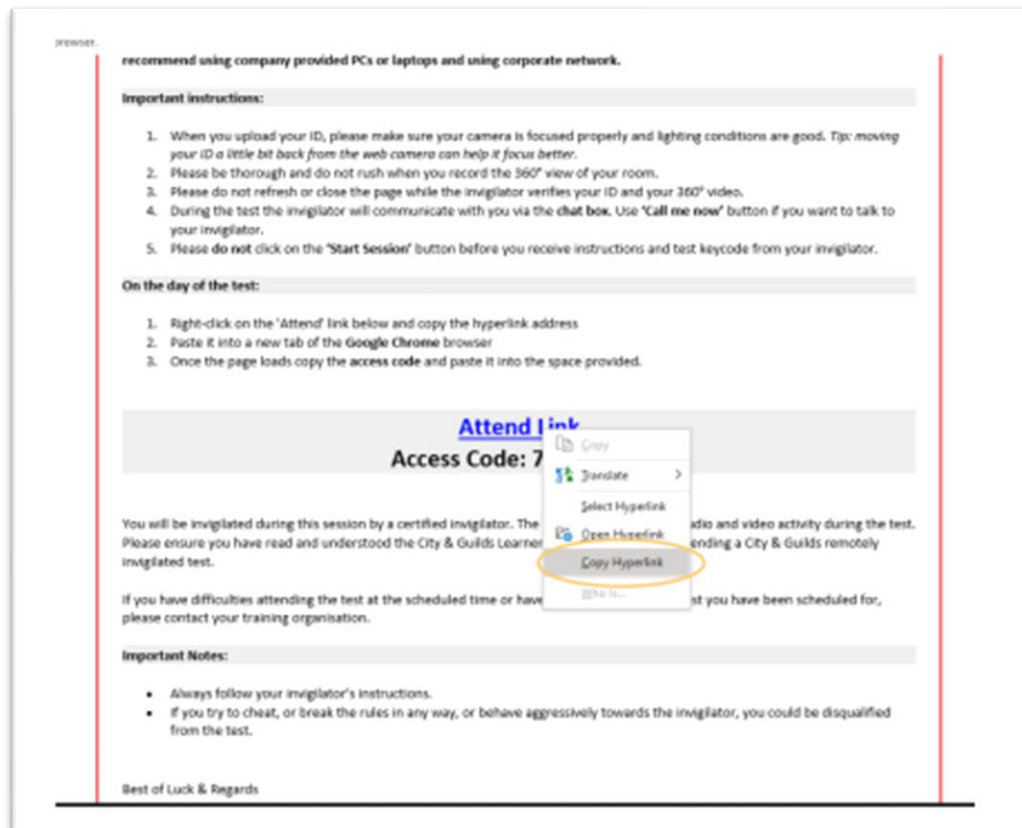 browser.
recommend using company provided PCs or laptops and using corporate network.
Important instructions:
1. When you upload your ID, please make sure your camera is focused properly and lighting conditions are good. Tip: moving
your ID a little bit back from the web camera can help it focus better.
2. Please be thorough and do not rush when you record the 360° view of your room.
3. Please do not refresh or close the page while the invigilator verifies your ID and your 360° video.
4. During the test the invigilator will communicate with you via the chat box. Use 'Call me now' button if you want to talk to
your invigilator.
5. Please do not click on the 'Start Session' button before you receive instructions and test keycode from your invigilator.
On the day of the test:
1. Right-click on the 'Attend' link below and copy the hyperlink address
2. Paste it into a new tab of the Google Chrome browser
3. Once the page loads copy the access code and paste it into the space provided.
Attend Link
Access Code: 7
Copy
Translate
Select Hyperlink
Open Hyperlink
Copy Hyperlink
Who Is...
You will be invigilated during this session by a certified invigilator. The dio and video activity during the test.
Please ensure you have read and understood the City & Guilds Learner ending a City & Guilds remotely
invigilated test.
If you have difficulties attending the test at the scheduled time or have st you have been scheduled for,
please contact your training organisation.
Important Notes:
• Always follow your invigilator's instructions.
• If you try to cheat, or break the rules in any way, or behave aggressively towards the invigilator, you could be disqualified
from the test.
Best of Luck & Regards